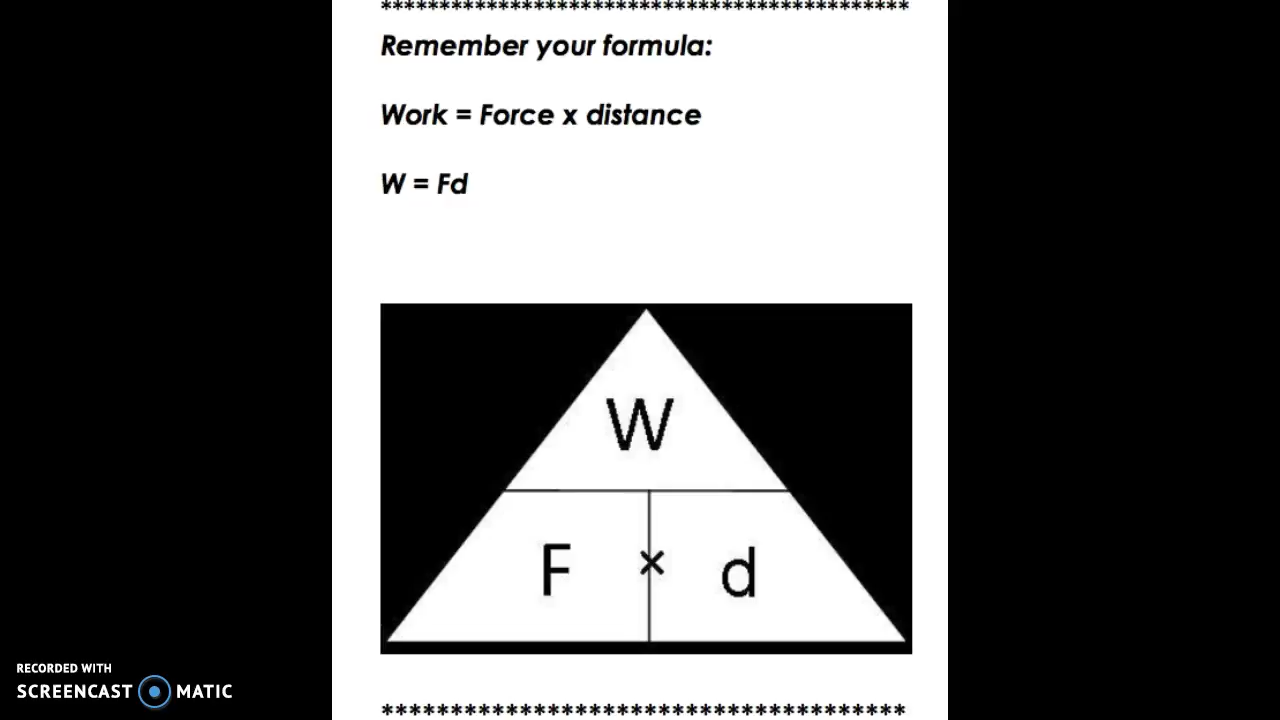 *********************************************
Remember your formula:
Work = Force x distance
W = Fd
W
F × d
RECORDED WITH
SCREENCAST MATIC
***************************************